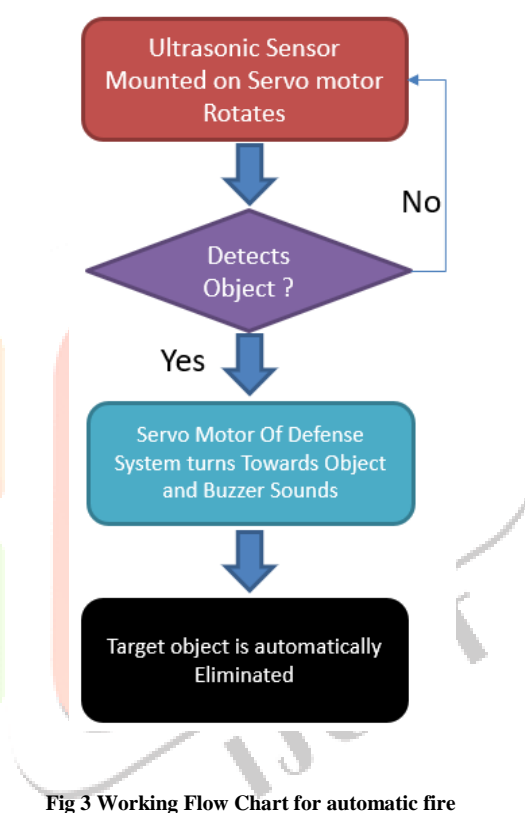 Ultrasonic Sensor
Mounted on Servo motor
Rotates
No
Detects
Object ?
Yes
Servo Motor Of Defense
System turns Towards Object
and Buzzer Sounds
Target object is automatically
Eliminated
Fig 3 Working Flow Chart for automatic fire